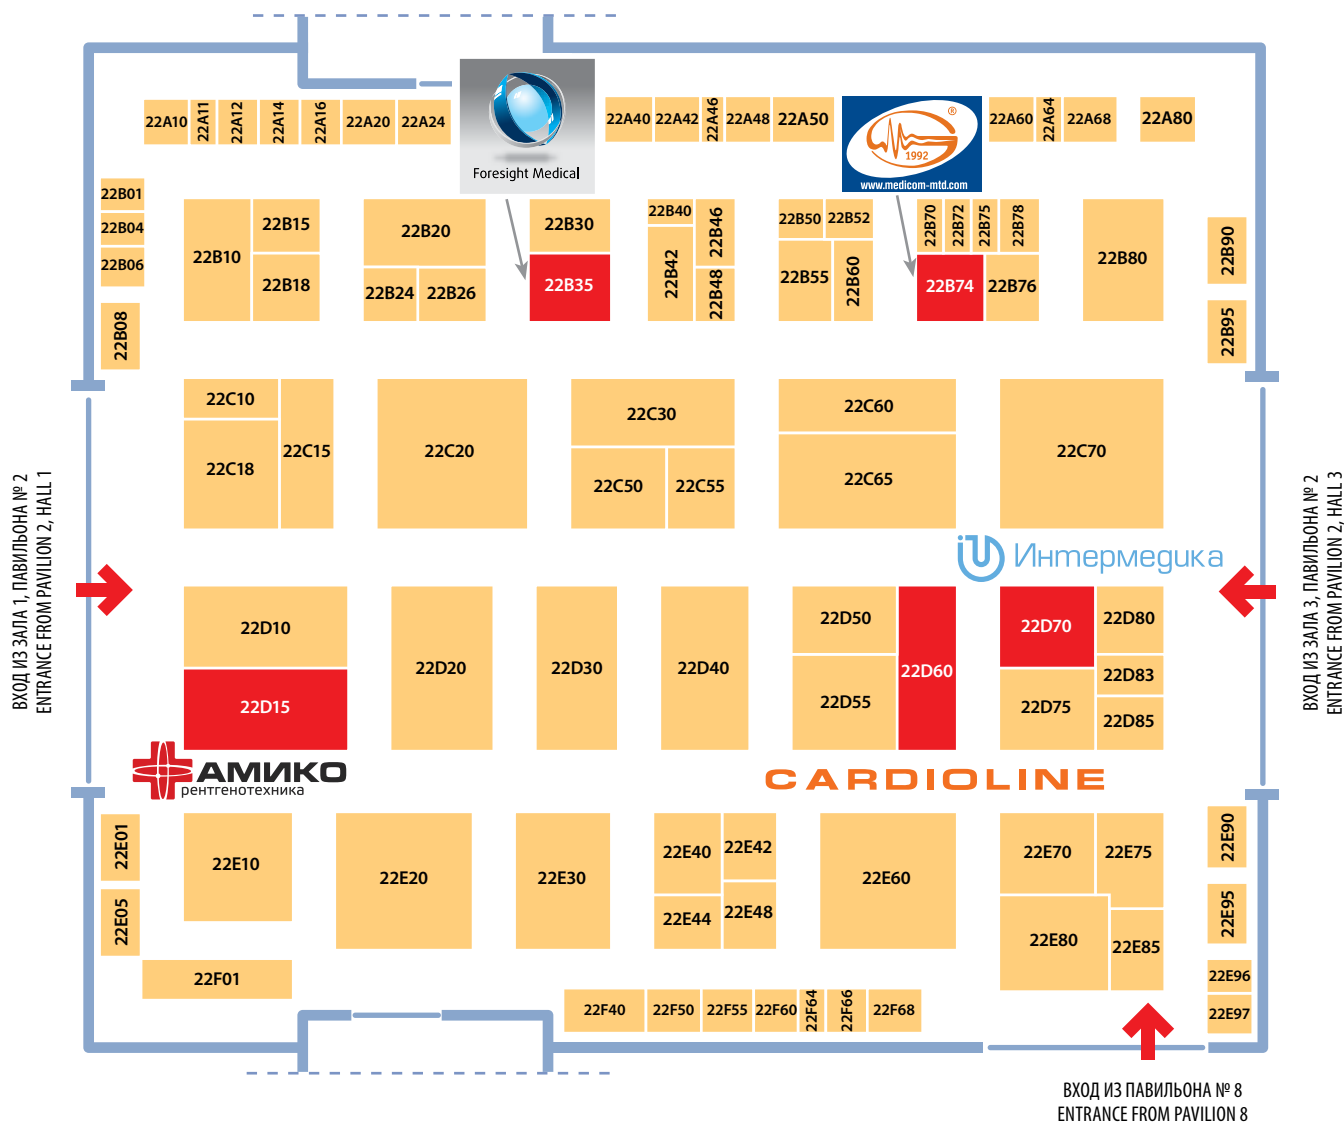 22A10
22A11
22A12
22A14
22A16
22A20
22A24
Foresight Medical
22A40
22A42
22A46
22A48
22A50
®
1992
www.medicom-mtd.com
22A60
22A64
22A68
22A80
22B01
22B04
22B06
22B08
22B10
22B15
22B18
22B20
22B24
22B26
22B30
22B35
22B40
22B42
22B46
22B48
22B50
22B52
22B55
22B60
22B70
22B72
22B75
22B78
22B74
22B76
22B80
22B90
22B95
22C10
22C15
22C18
22C20
22C30
22C50
22C55
22C60
22C65
22C70
ВХОД ИЗ ЗАЛА 1, ПАВИЛЬОНА № 2
ENTRANCE FROM PAVILION 2, HALL 1
ВХОД ИЗ ЗАЛА 3, ПАВИЛЬОНА № 2
ENTRANCE FROM PAVILION 2, HALL 3
Интермедика
22D10
22D15
22D20
22D30
22D40
22D50
22D55
22D60
22D70
22D75
22D80
22D83
22D85
АМИКО
рентгенотехника
CARDIOLINE
22E01
22E05
22E10
22E20
22E30
22E40
22E42
22E44
22E48
22E60
22E70
22E75
22E80
22E85
22E90
22E95
22E96
22E97
22F01
22F40
22F50
22F55
22F60
22F64
22F66
22F68
ВХОД ИЗ ПАВИЛЬОНА № 8
ENTRANCE FROM PAVILION 8